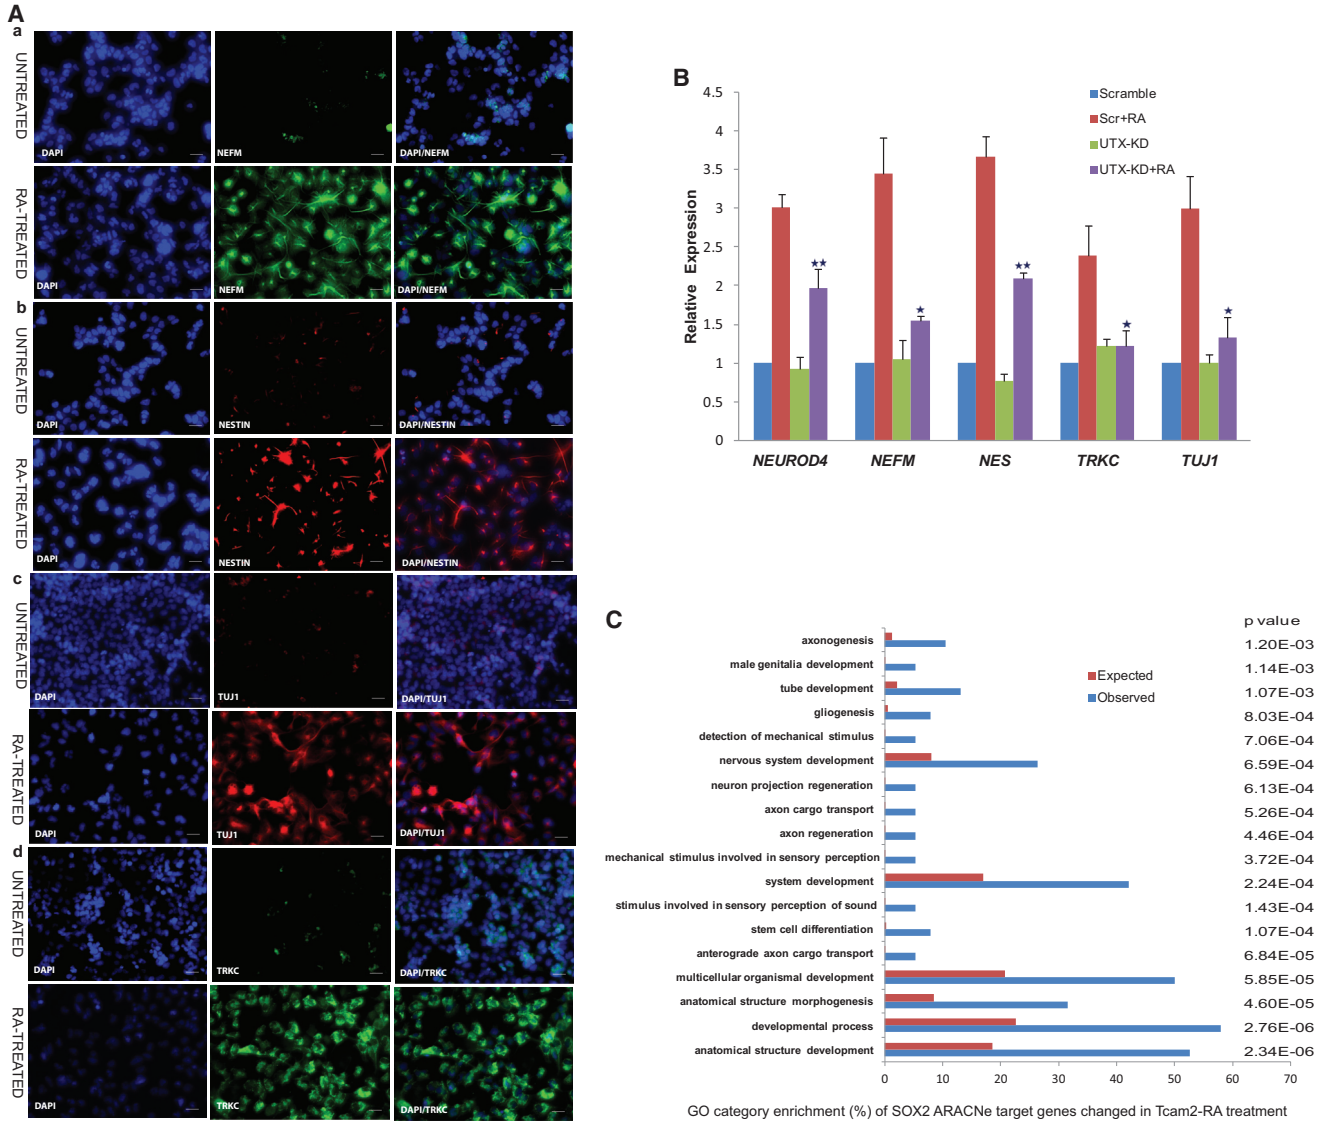 A
a
UNTREATED
DAPI
NEFM
DAPI/NEFM
RA-TREATED
DAPI
NEFM
DAPI/NEFM
b
UNTREATED
DAPI
NESTIN
DAPI/NESTIN
RA-TREATED
DAPI
NESTIN
DAPI/NESTIN
c
UNTREATED
DAPI
TUJ1
DAPI/TUJ1
RA-TREATED
DAPI
TUJ1
DAPI/TUJ1
d
UNTREATED
DAPI
TRKC
DAPI/TRKC
RA-TREATED
DAPI
TRKC
DAPI/TRKC
B
Relative Expression
4.5
4
3.5
3
2.5
2
1.5
1
0.5
0
Scramble
Scr+RA
UTX-KD
UTX-KD+RA
★★
★
★★
★
★
NEUROD4 NEFM NES TRKC TUJ1
C
p value
Expected
Observed
axonogenesis 1.20E-03
male genitalia development 1.14E-03
tube development 1.07E-03
gliogenesis 8.03E-04
detection of mechanical stimulus 7.06E-04
nervous system development 6.59E-04
neuron projection regeneration 6.13E-04
axon cargo transport 5.26E-04
axon regeneration 4.46E-04
mechanical stimulus involved in sensory perception 3.72E-04
system development 2.24E-04
stimulus involved in sensory perception of sound 1.43E-04
stem cell differentiation 1.07E-04
anterograde axon cargo transport 6.84E-05
multicellular organismal development 5.85E-05
anatomical structure morphogenesis 4.60E-05
developmental process 2.76E-06
anatomical structure development 2.34E-06
0 10 20 30 40 50 60 70
GO category enrichment (%) of SOX2 ARACNe target genes changed in Tcam2-RA treatment